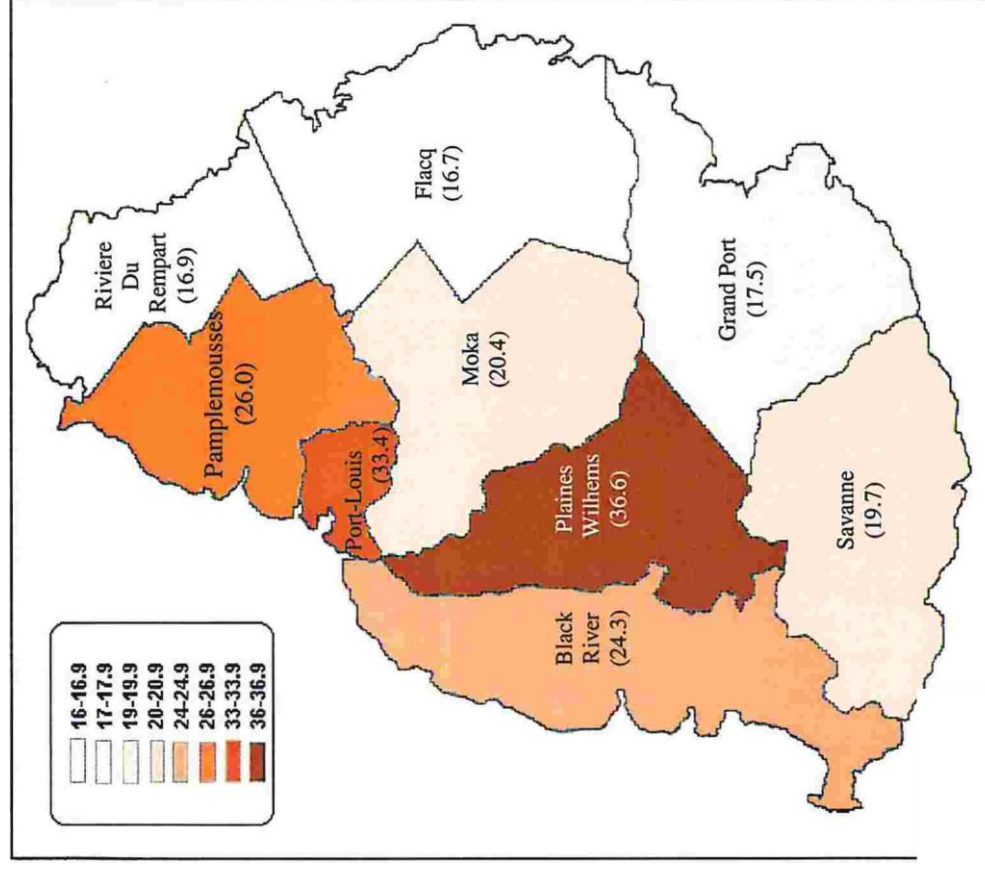 16-16.9
17-17.9
19-19.9
20-20.9
24-24.9
26-26.9
33-33.9
36-36.9
Riviere
Du
Rempart
(16.9)
Pamplemousses
(26.0)
Port-Louis
(33.4)
Flacq
(16.7)
Moka
(20.4)
Plaines
Wilhems
(36.6)
Black
River
(24.3)
Grand Port
(17.5)
Savanne
(19.7)